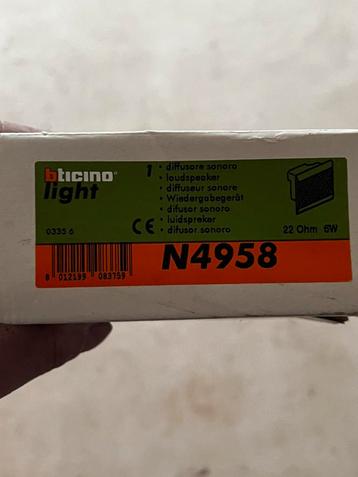 bticino®
light
0335 6
1 • diffusore sonoro
• loudspeaker
• diffuseur sonore
• Wiedergabegerät
• difusor sonoro
• luidspreker
• difusor sonoro
CE
22 Ohm 6W
8 012199 083759
N4958